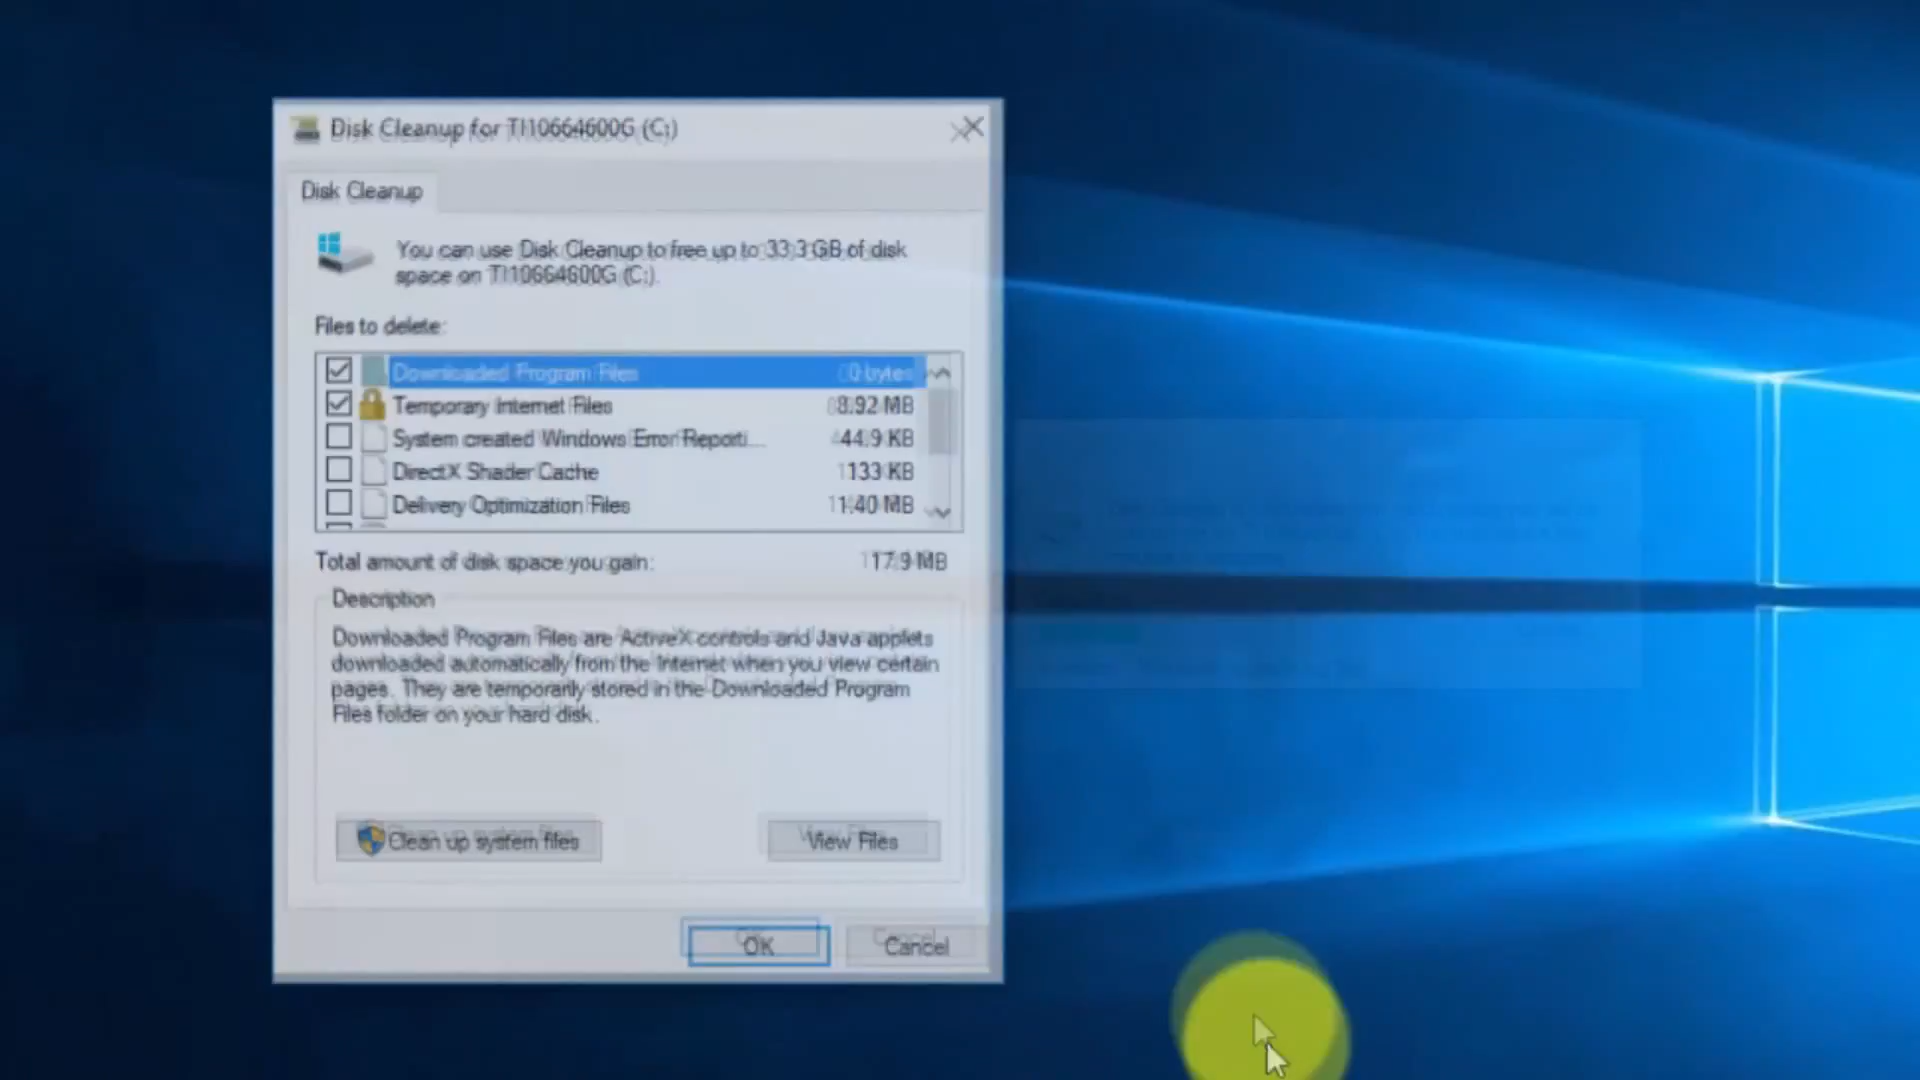 Disk Cleanup for TI10664600G (C:)
Disk Cleanup
You can use Disk Cleanup to free up to 33.3 GB of disk
space on TI10664600G (C:).
Files to delete:
Downloaded Program Files 0 bytes
Temporary Internet Files 8.92 MB
System created Windows Error Reporti... 44.9 KB
DirectX Shader Cache 133 KB
Delivery Optimization Files 11.40 MB
Total amount of disk space you gain: 17.9 MB
Description
Downloaded Program Files are ActiveX controls and Java applets
downloaded automatically from the Internet when you view certain
pages. They are temporarily stored in the Downloaded Program
Files folder on your hard disk.
Clean up system files
View Files
OK
Cancel